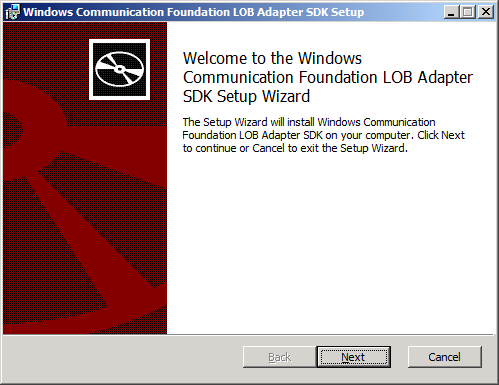 Windows Communication Foundation LOB Adapter SDK Setup
Welcome to the Windows
Communication Foundation LOB Adapter
SDK Setup Wizard
The Setup Wizard will install Windows Communication
Foundation LOB Adapter SDK on your computer. Click Next
to continue or Cancel to exit the Setup Wizard.
Back
Next
Cancel